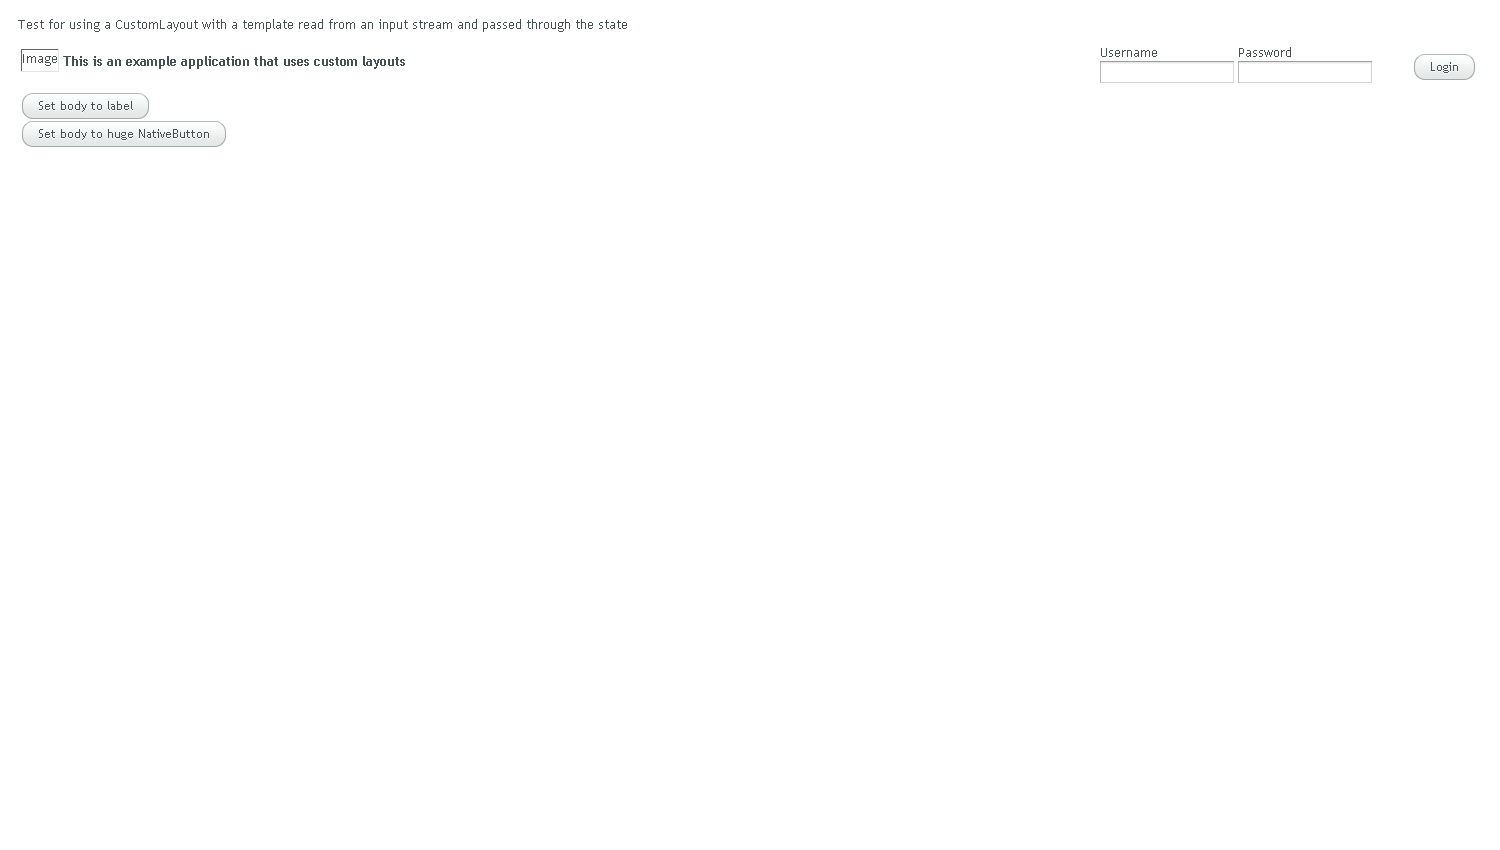 Test for using a CustomLayout with a template read from an input stream and passed through the state
Image This is an example application that uses custom layouts
Username Password
Login
Set body to label
Set body to huge NativeButton